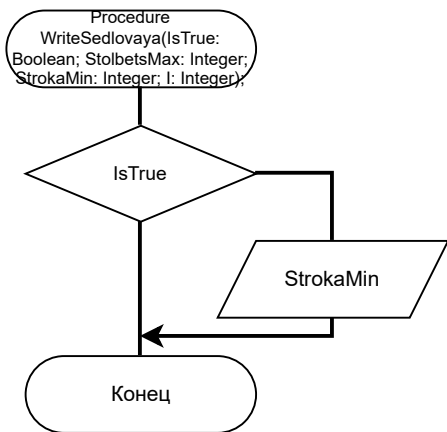 Procedure
WriteSedlovaya(IsTrue:
Boolean; StolbetsMax: Integer;
StrokaMin: Integer; I: Integer);
IsTrue
StrokaMin
Конец